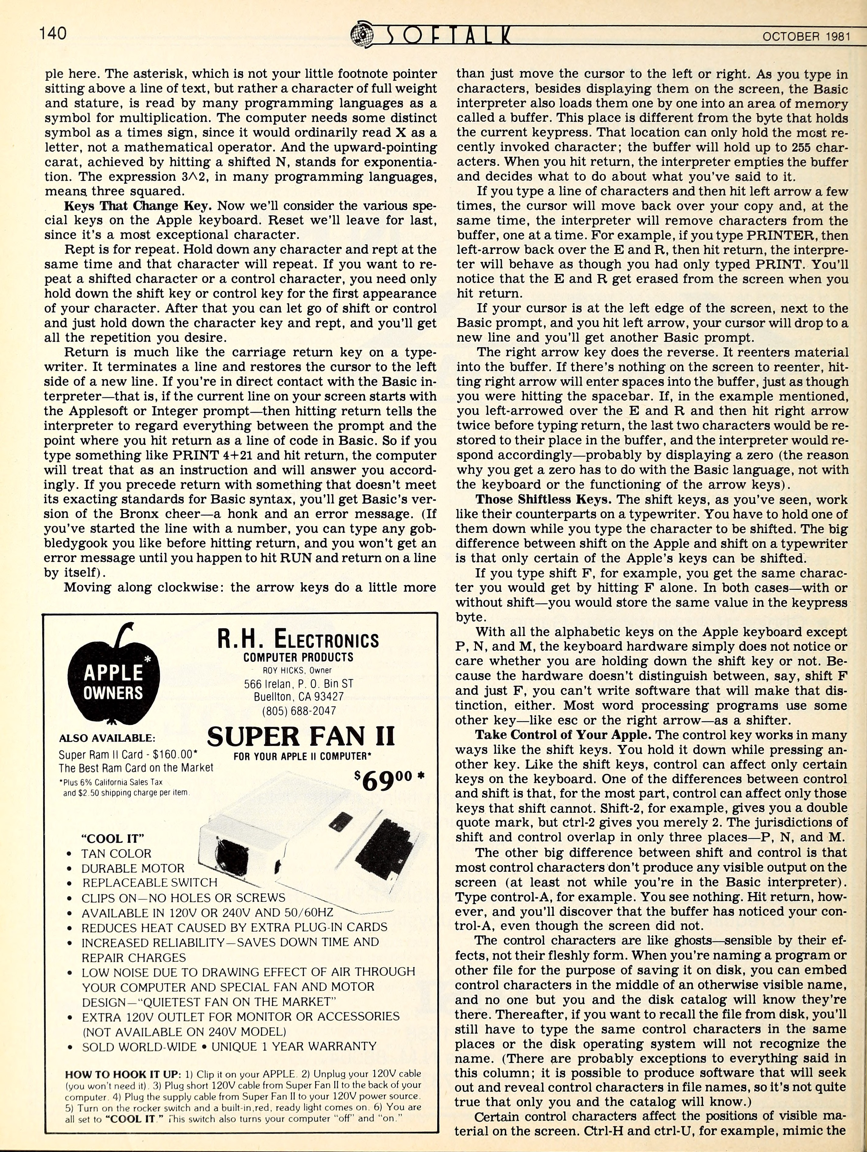 140
SOFTALK
OCTOBER 1981
ple here. The asterisk, which is not your little footnote pointer
sitting above a line of text, but rather a character of full weight
and stature, is read by many programming languages as a
symbol for multiplication. The computer needs some distinct
symbol as a times sign, since it would ordinarily read X as a
letter, not a mathematical operator. And the upward-pointing
carat, achieved by hitting a shifted N, stands for exponentia-
tion. The expression 3^2, in many programming languages,
means three squared.
Keys That Change Key. Now we'll consider the various spe-
cial keys on the Apple keyboard. Reset we'll leave for last,
since it's a most exceptional character.
Rept is for repeat. Hold down any character and rept at the
same time and that character will repeat. If you want to re-
peat a shifted character or a control character, you need only
hold down the shift key or control key for the first appearance
of your character. After that you can let go of shift or control
and just hold down the character key and rept, and you'll get
all the repetition you desire.
Return is much like the carriage return key on a type-
writer. It terminates a line and restores the cursor to the left
side of a new line. If you're in direct contact with the Basic in-
terpreter—that is, if the current line on your screen starts with
the Applesoft or Integer prompt—then hitting return tells the
interpreter to regard everything between the prompt and the
point where you hit return as a line of code in Basic. So if you
type something like PRINT 4+21 and hit return, the computer
will treat that as an instruction and will answer you accord-
ingly. If you precede return with something that doesn't meet
its exacting standards for Basic syntax, you'll get Basic's ver-
sion of the Bronx cheer—a honk and an error message. (If
you've started the line with a number, you can type any gob-
bledygook you like before hitting return, and you won't get an
error message until you happen to hit RUN and return on a line
by itself).
Moving along clockwise: the arrow keys do a little more
than just move the cursor to the left or right. As you type in
characters, besides displaying them on the screen, the Basic
interpreter also loads them one by one into an area of memory
called a buffer. This place is different from the byte that holds
the current keypress. That location can only hold the most re-
cently invoked character; the buffer will hold up to 255 char-
acters. When you hit return, the interpreter empties the buffer
and decides what to do about what you've said to it.
If you type a line of characters and then hit left arrow a few
times, the cursor will move back over your copy and, at the
same time, the interpreter will remove characters from the
buffer, one at a time. For example, if you type PRINTER, then
left-arrow back over the E and R, then hit return, the interpre-
ter will behave as though you had only typed PRINT. You'll
notice that the E and R get erased from the screen when you
hit return.
If your cursor is at the left edge of the screen, next to the
Basic prompt, and you hit left arrow, your cursor will drop to a
new line and you'll get another Basic prompt.
The right arrow key does the reverse. It reenters material
into the buffer. If there's nothing on the screen to reenter, hit-
ting right arrow will enter spaces into the buffer, just as though
you were hitting the spacebar. If, in the example mentioned,
you left-arrowed over the E and R and then hit right arrow
twice before typing return, the last two characters would be re-
stored to their place in the buffer, and the interpreter would re-
spond accordingly—probably by displaying a zero (the reason
why you get a zero has to do with the Basic language, not with
the keyboard or the functioning of the arrow keys).
Those Shiftless Keys. The shift keys, as you've seen, work
like their counterparts on a typewriter. You have to hold one of
them down while you type the character to be shifted. The big
difference between shift on the Apple and shift on a typewriter
is that only certain of the Apple's keys can be shifted.
If you type shift F, for example, you get the same charac-
ter you would get by hitting F alone. In both cases—with or
without shift—you would store the same value in the keypress
byte.
With all the alphabetic keys on the Apple keyboard except
P, N, and M, the keyboard hardware simply does not notice or
care whether you are holding down the shift key or not. Be-
cause the hardware doesn't distinguish between, say, shift F
and just F, you can't write software that will make that dis-
tinction, either. Most word processing programs use some
other key—like esc or the right arrow—as a shifter.
Take Control of Your Apple. The control key works in many
ways like the shift keys. You hold it down while pressing an-
other key. Like the shift keys, control can affect only certain
keys on the keyboard. One of the differences between control
and shift is that, for the most part, control can affect only those
keys that shift cannot. Shift-2, for example, gives you a double
quote mark, but ctrl-2 gives you merely 2. The jurisdictions of
shift and control overlap in only three places—P, N, and M.
The other big difference between shift and control is that
most control characters don't produce any visible output on the
screen (at least not while you're in the Basic interpreter).
Type control-A, for example. You see nothing. Hit return, how-
ever, and you'll discover that the buffer has noticed your con-
trol-A, even though the screen did not.
The control characters are like ghosts—sensible by their ef-
fects, not their fleshly form. When you're naming a program or
other file for the purpose of saving it on disk, you can embed
control characters in the middle of an otherwise visible name,
and no one but you and the disk catalog will know they're
there. Thereafter, if you want to recall the file from disk, you'll
still have to type the same control characters in the same
places or the disk operating system will not recognize the
name. (There are probably exceptions to everything said in
this column; it is possible to produce software that will seek
out and reveal control characters in file names, so it's not quite
true that only you and the catalog will know.)
Certain control characters affect the positions of visible ma-
terial on the screen. Ctrl-H and ctrl-U, for example, mimic the
APPLE*
OWNERS
R.H. ELECTRONICS
COMPUTER PRODUCTS
ROY HICKS, Owner
566 Irelan, P. O. Bin ST
Buellton, CA 93427
(805) 688-2047
ALSO AVAILABLE:
Super Ram II Card - $160.00*
The Best Ram Card on the Market
*Plus 6% California Sales Tax
and $2.50 shipping charge per item.
SUPER FAN II
FOR YOUR APPLE II COMPUTER*
$69.00 *
"COOL IT"
• TAN COLOR
• DURABLE MOTOR
• REPLACEABLE SWITCH
• CLIPS ON—NO HOLES OR SCREWS
• AVAILABLE IN 120V OR 240V AND 50/60HZ
• REDUCES HEAT CAUSED BY EXTRA PLUG-IN CARDS
• INCREASED RELIABILITY—SAVES DOWN TIME AND
REPAIR CHARGES
• LOW NOISE DUE TO DRAWING EFFECT OF AIR THROUGH
YOUR COMPUTER AND SPECIAL FAN AND MOTOR
DESIGN—"QUIETEST FAN ON THE MARKET"
• EXTRA 120V OUTLET FOR MONITOR OR ACCESSORIES
(NOT AVAILABLE ON 240V MODEL)
• SOLD WORLD-WIDE • UNIQUE 1 YEAR WARRANTY
HOW TO HOOK IT UP: 1) Clip it on your APPLE. 2) Unplug your 120V cable
(you won't need it). 3) Plug short 120V cable from Super Fan II to the back of your
computer. 4) Plug the supply cable from Super Fan II to your 120V power source.
5) Turn on the rocker switch and a built-in, red, ready light comes on. 6) You are
all set to "COOL IT." This switch also turns your computer "off" and "on."